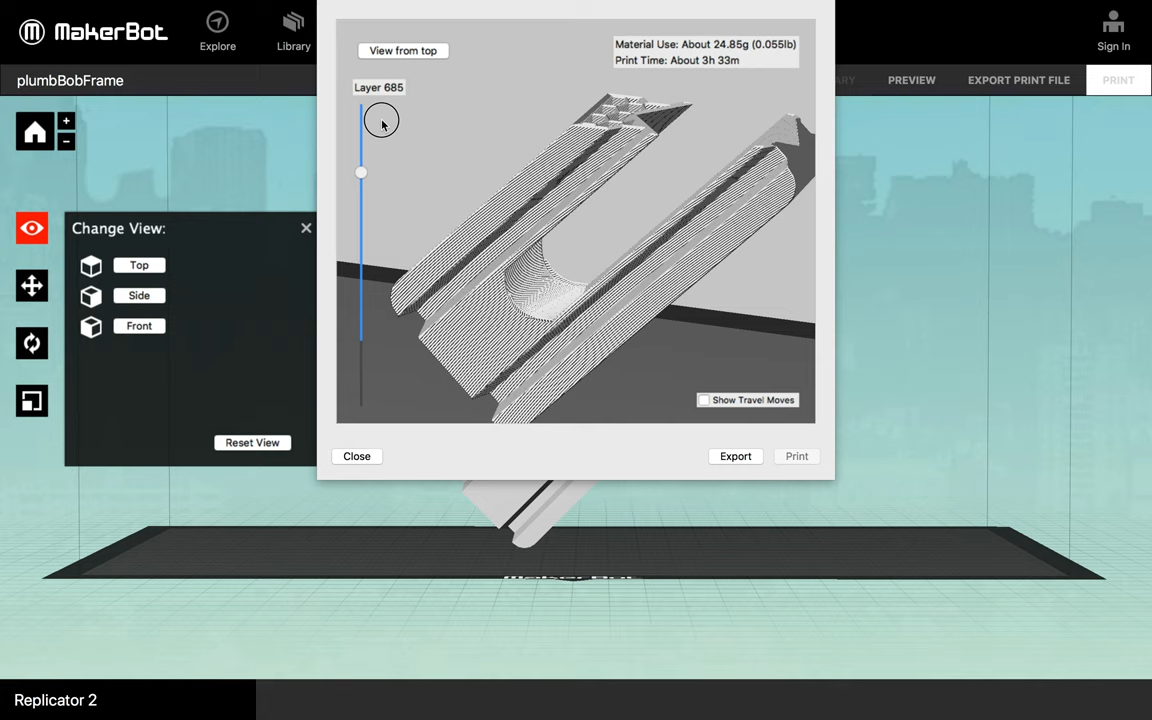 MakerBot
Explore
Library
Sign In
plumbBobFrame
PREVIEW
EXPORT PRINT FILE
PRINT
View from top
Material Use: About 24.85g (0.055lb)
Print Time: About 3h 33m
Layer 685
Change View:
Top
Side
Front
Reset View
Show Travel Moves
Close
Export
Print
MakerBot
Replicator 2